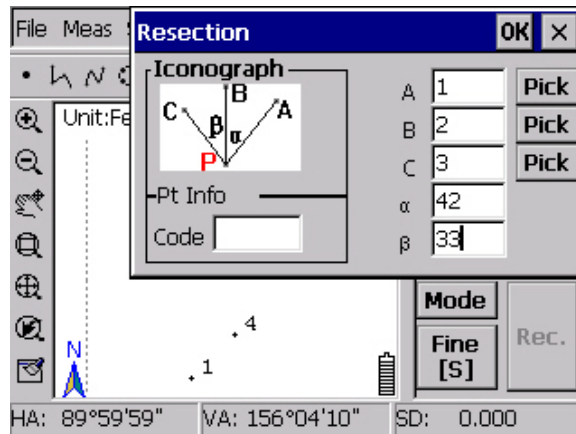 File Meas
Resection OK ×
Iconograph
C β B α A
P
A 1 Pick
B 2 Pick
C 3 Pick
α 42
β 33
Pt Info
Code
Unit:Fe
4
1
N
Mode
Fine
[S]
Rec.
HA: 89°59'59" VA: 156°04'10" SD: 0.000